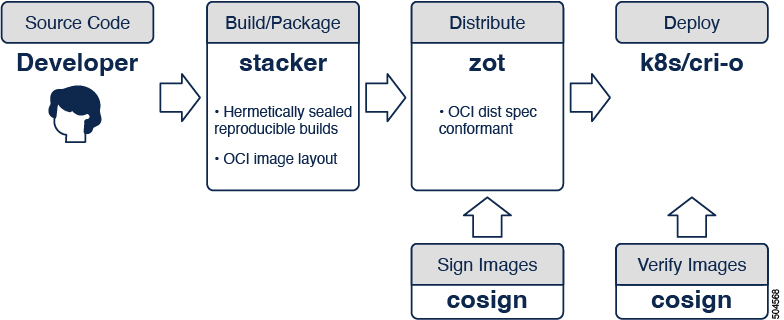 Source Code
Developer
Build/Package
stacker
• Hermetically sealed
reproducible builds
• OCI image layout
Distribute
zot
• OCI dist spec
conformant
Deploy
k8s/cri-o
Sign Images
cosign
Verify Images
cosign
504568